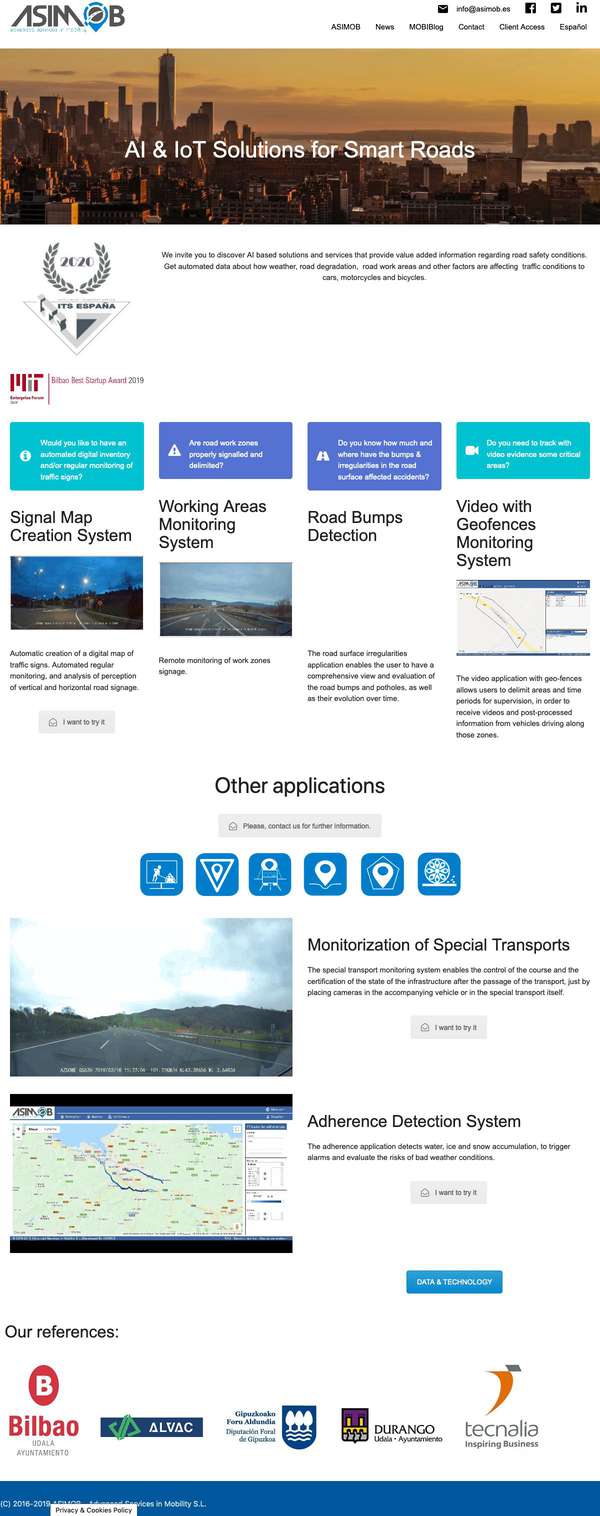 ASIMOB
info@asimob.es
ASIMOB News MOBIBlog Contact Client Access Español
AI & IoT Solutions for Smart Roads
2020
ITS ESPAÑA
We invite you to discover AI based solutions and services that provide value added information regarding road safety conditions.
Get automated data about how weather, road degradation, road work areas and other factors are affecting traffic conditions to
cars, motorcycles and bicycles.
MIT
Enterprise Forum
Bilbao Best Startup Award 2019
Would you like to have an
automated digital inventory
and/or regular monitoring of
traffic signs?
Signal Map
Creation System
Automatic creation of a digital map of
traffic signs. Automated regular
monitoring, and analysis of perception
of vertical and horizontal road signage.
I want to try it
Are road work zones
properly signalled and
delimited?
Working Areas
Monitoring
System
Remote monitoring of work zones
signage.
Do you know how much and
where have the bumps &
irregularities in the road
surface affected accidents?
Road Bumps
Detection
The road surface irregularities
application enables the user to have a
comprehensive view and evaluation of
the road bumps and potholes, as well
as their evolution over time.
Do you need to track with
video evidence some critical
areas?
Video with
Geofences
Monitoring
System
ASIMOB
The video application with geo-fences
allows users to delimit areas and time
periods for supervision, in order to
receive videos and post-processed
information from vehicles driving along
those zones.
Other applications
Please, contact us for further information.
Monitorization of Special Transports
The special transport monitoring system enables the control of the course and the
certification of the state of the infrastructure after the passage of the transport, just by
placing cameras in the accompanying vehicle or in the special transport itself.
I want to try it
ASIMOB
Adherence Detection System
The adherence application detects water, ice and snow accumulation, to trigger
alarms and evaluate the risks of bad weather conditions.
I want to try it
DATA & TECHNOLOGY
Our references:
B
Bilbao
UDALA
AYUNTAMIENTO
ALVAC
Gipuzkoako
Foru Aldundia
Diputación Foral
de Gipuzkoa
DURANGO
Udala • Ayuntamiento
tecnalia
Inspiring Business
(C) 2016-2019 ASIMOB - Advanced Services in Mobility S.L.
Privacy & Cookies Policy